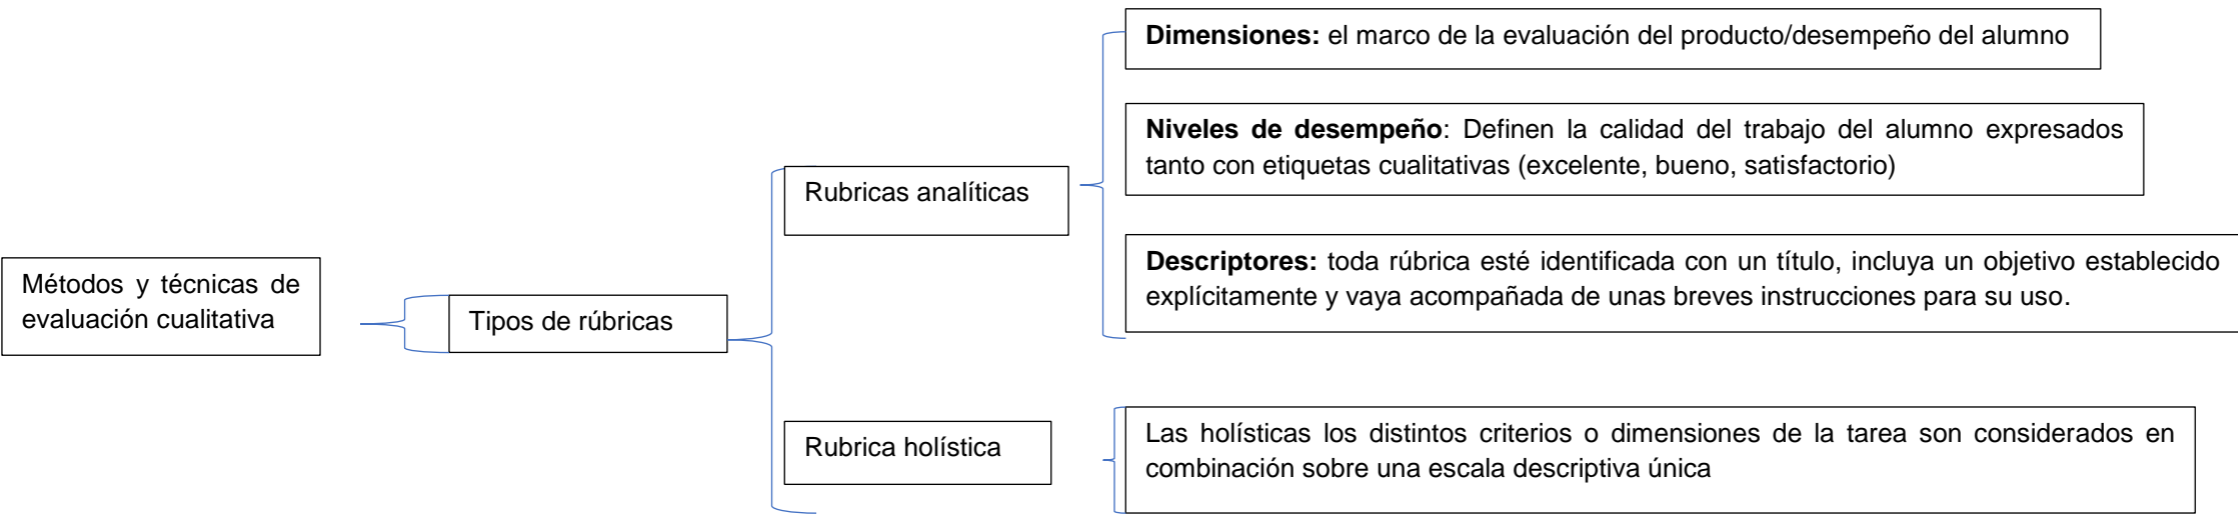 Métodos y técnicas de
evaluación cualitativa
Tipos de rúbricas
Rubricas analíticas
Dimensiones: el marco de la evaluación del producto/desempeño del alumno
Niveles de desempeño: Definen la calidad del trabajo del alumno expresados
tanto con etiquetas cualitativas (excelente, bueno, satisfactorio)
Descriptores: toda rúbrica esté identificada con un título, incluya un objetivo establecido
explícitamente y vaya acompañada de unas breves instrucciones para su uso.
Rubrica holística
Las holísticas los distintos criterios o dimensiones de la tarea son considerados en
combinación sobre una escala descriptiva única